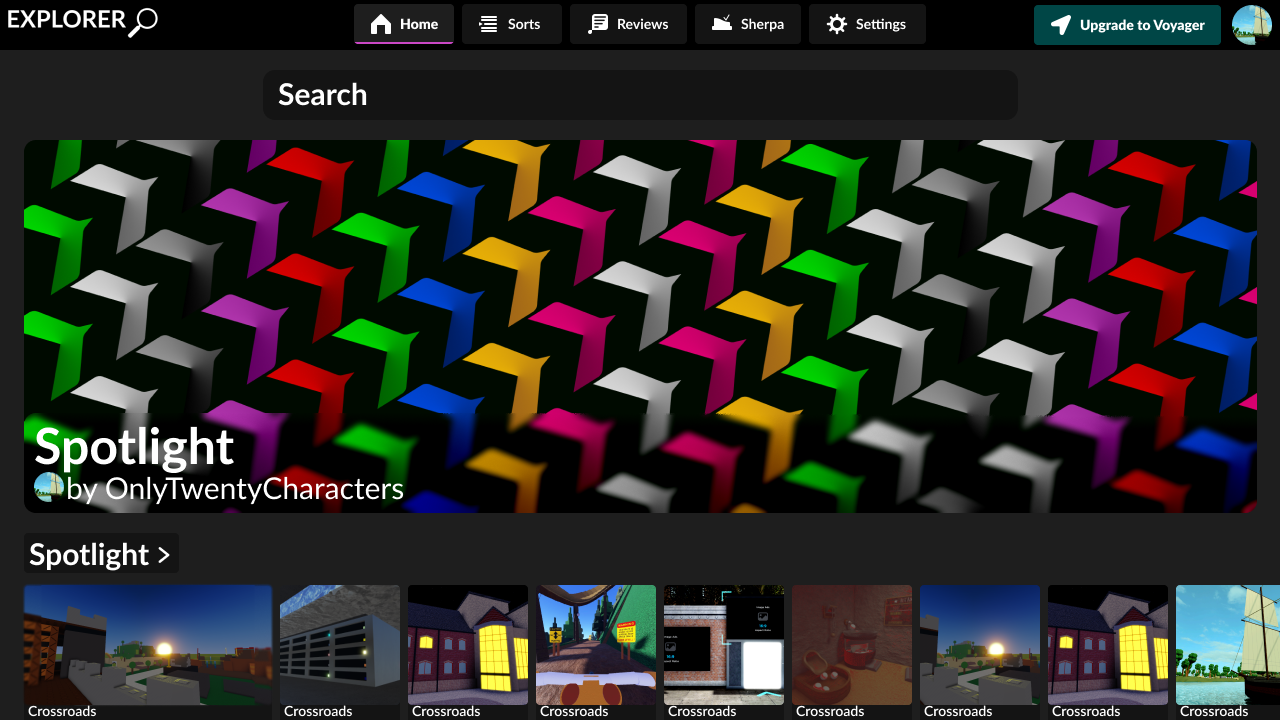 EXPLORER
Home
Sorts
Reviews
Sherpa
Settings
Upgrade to Voyager
Search
Spotlight
by OnlyTwentyCharacters
Spotlight >
Crossroads
Crossroads
Crossroads
Crossroads
Crossroads
Crossroads
Crossroads
Crossroads
Crossroads